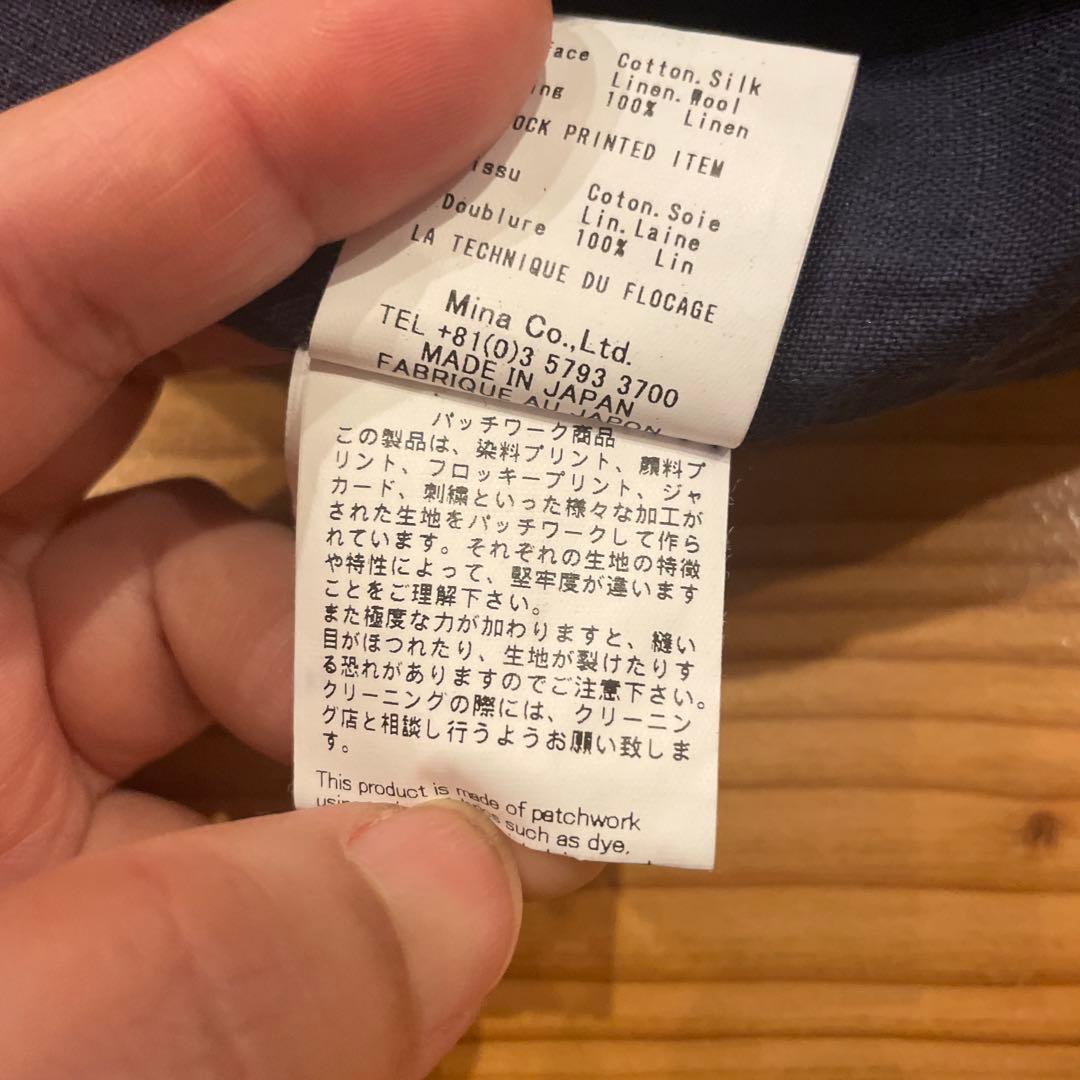 face Cotton.Silk
Linen.Wool
ing 100% Linen
OCK PRINTED ITEM
issu
Coton.Soie
Lin.Laine
Doublure 100% Lin
LA TECHNIQUE DU FLOCAGE
Mina Co.,Ltd.
TEL +81(0)3 5793 3700
MADE IN JAPAN
FABRIQUE AU JAPON
パッチワーク商品
この製品は、染料プリント、顔料プ
リント、フロッキープリント、ジャ
カード、刺繍といった様々な加工が
された生地をパッチワークして作ら
れています。それぞれの生地の特徴
や特性によって、堅牢度が違います
ことをご理解下さい。
また極度な力が加わりますと、縫い
目がほつれたり、生地が裂けたりす
る恐れがありますのでご注意下さい。
クリーニングの際には、クリーニン
グ店と相談し行うようお願い致しま
す。
This product is made of patchwork
such as dye,